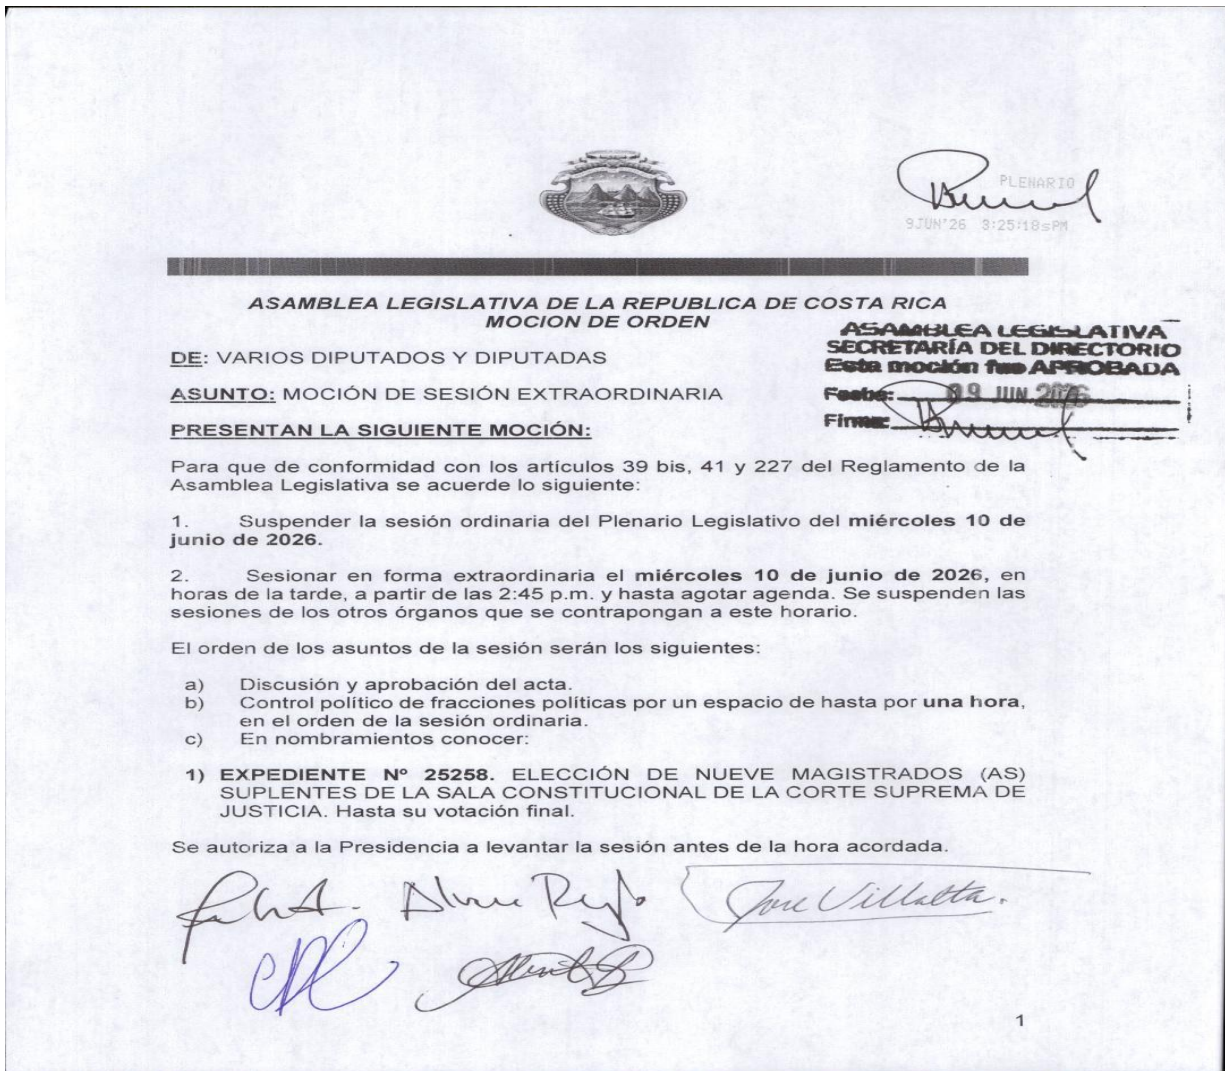 PLENARIO
9JUN'26 3:25:18sPM
ASAMBLEA LEGISLATIVA DE LA REPUBLICA DE COSTA RICA
MOCION DE ORDEN
ASAMBLEA LEGISLATIVA
SECRETARÍA DEL DIRECTORIO
Esta moción fue APROBADA
Fecha: 09 JUN 2026
Firma:
DE: VARIOS DIPUTADOS Y DIPUTADAS
ASUNTO: MOCIÓN DE SESIÓN EXTRAORDINARIA
PRESENTAN LA SIGUIENTE MOCIÓN:
Para que de conformidad con los artículos 39 bis, 41 y 227 del Reglamento de la
Asamblea Legislativa se acuerde lo siguiente:
1. Suspender la sesión ordinaria del Plenario Legislativo del miércoles 10 de
junio de 2026.
2. Sesionar en forma extraordinaria el miércoles 10 de junio de 2026, en
horas de la tarde, a partir de las 2:45 p.m. y hasta agotar agenda. Se suspenden las
sesiones de los otros órganos que se contrapongan a este horario.
El orden de los asuntos de la sesión serán los siguientes:
a) Discusión y aprobación del acta.
b) Control político de fracciones políticas por un espacio de hasta por una hora,
en el orden de la sesión ordinaria.
c) En nombramientos conocer:
1) EXPEDIENTE Nº 25258. ELECCIÓN DE NUEVE MAGISTRADOS (AS)
SUPLENTES DE LA SALA CONSTITUCIONAL DE LA CORTE SUPREMA DE
JUSTICIA. Hasta su votación final.
Se autoriza a la Presidencia a levantar la sesión antes de la hora acordada.
José Villalta.
1